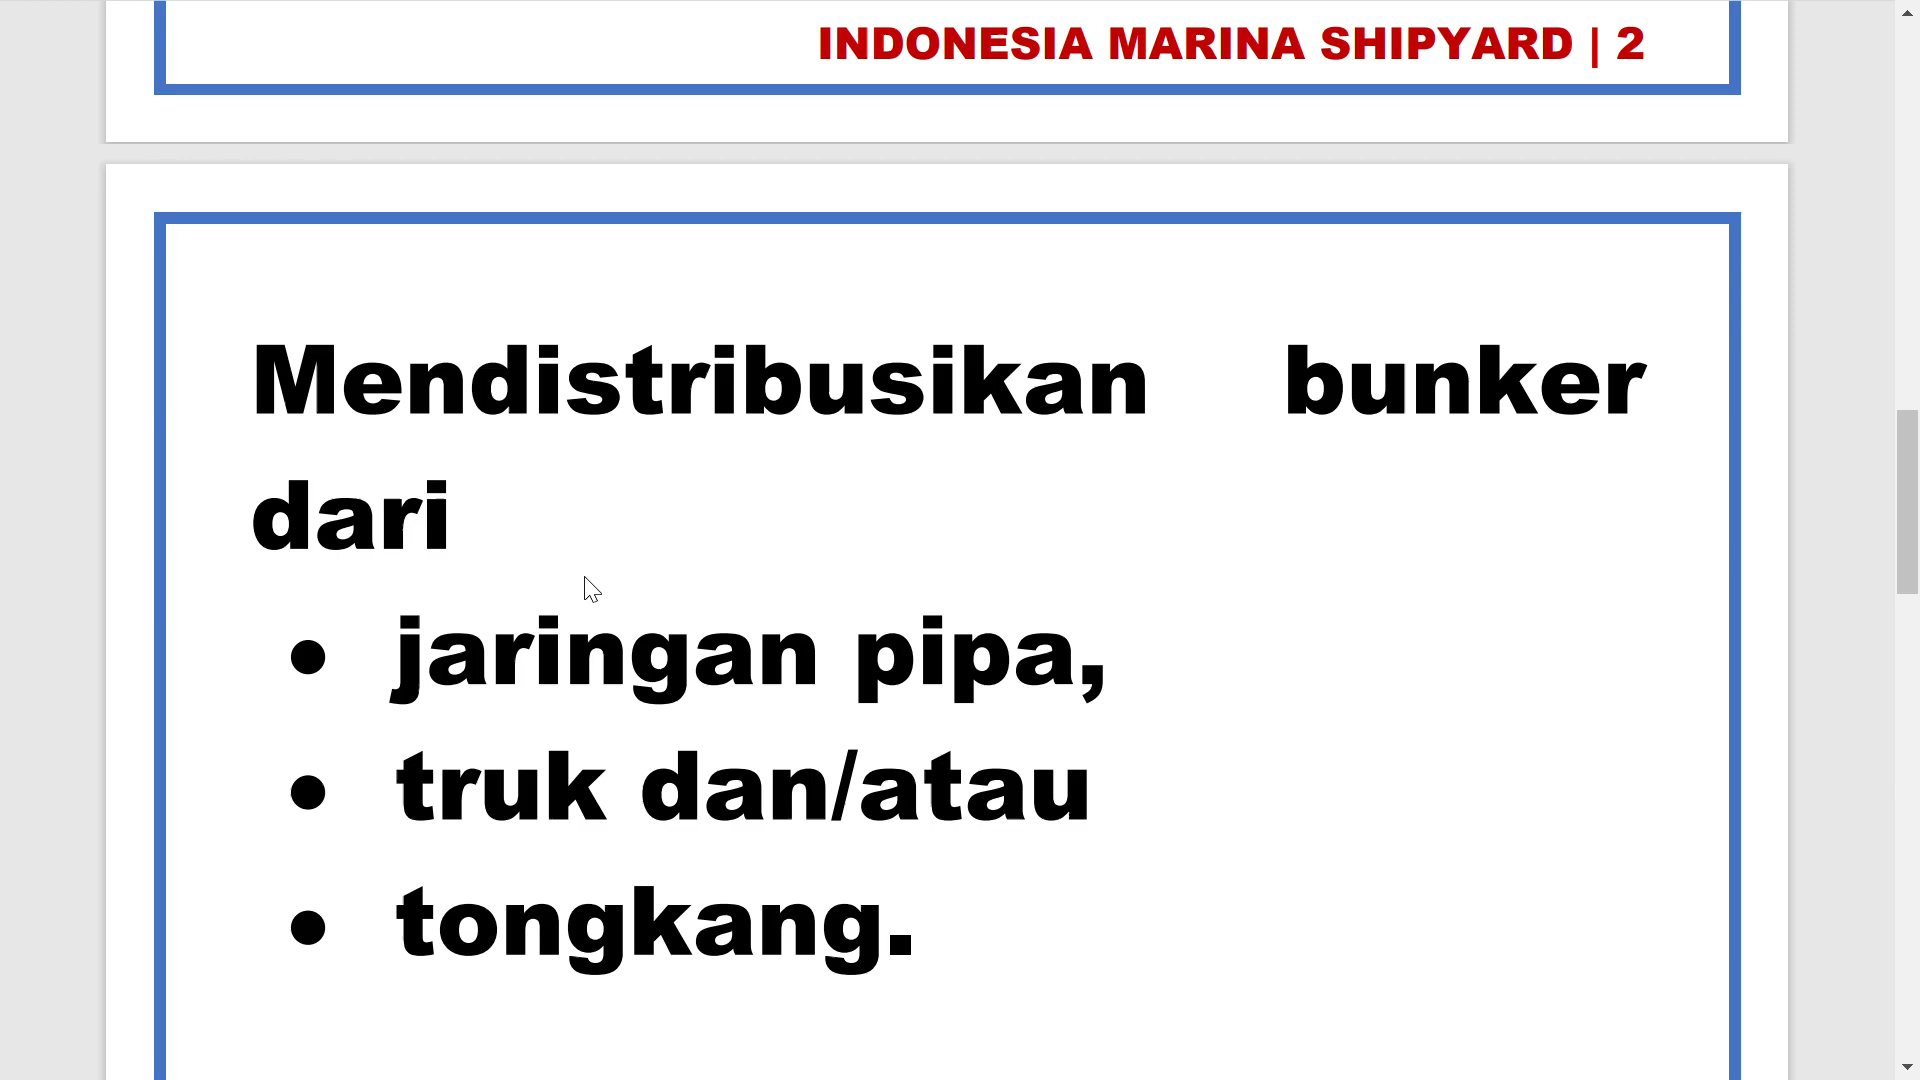 INDONESIA MARINA SHIPYARD | 2
Mendistribusikan bunker
dari
• jaringan pipa,
• truk dan/atau
• tongkang.